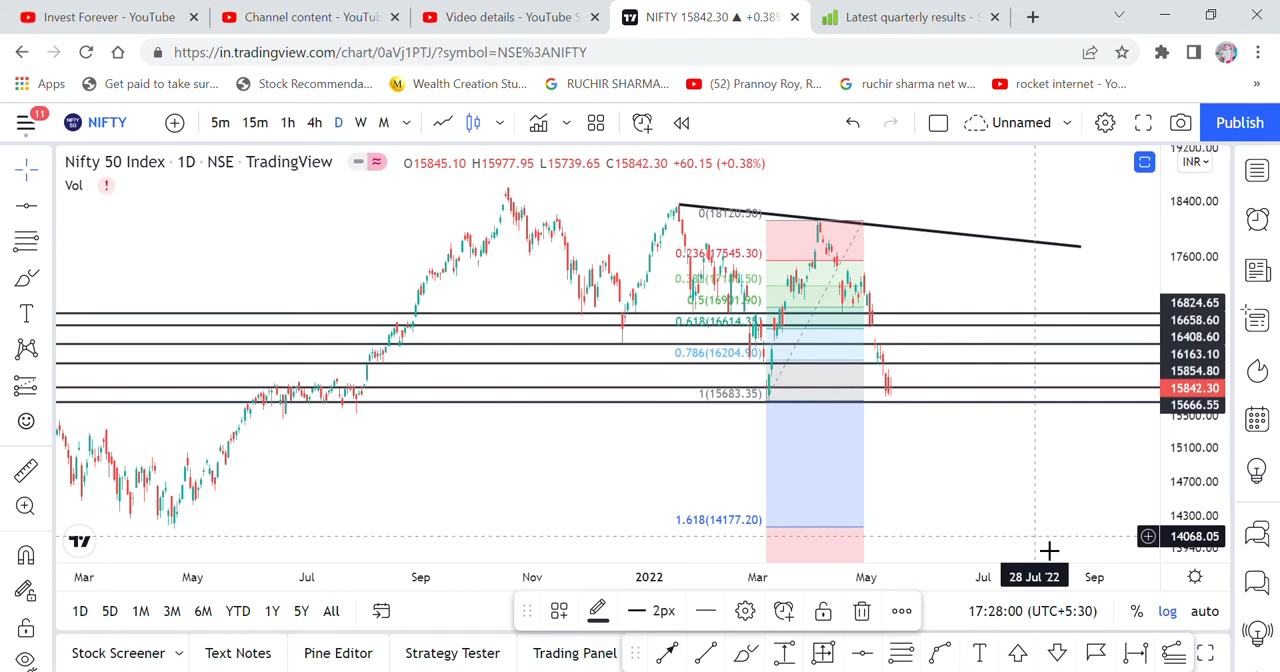 Invest Forever - YouTube
Channel content - YouTu
Video details - YouTube S
NIFTY 15842.30 ▲ +0.38%
Latest quarterly results - S
https://in.tradingview.com/chart/0aVj1PTJ/?symbol=NSE%3ANIFTY
Apps
Get paid to take sur...
Stock Recommenda...
Wealth Creation Stu...
RUCHIR SHARMA...
(52) Prannoy Roy, R...
ruchir sharma net w...
rocket internet - Yo...
»
11
NIFTY
5m 15m 1h 4h D W M
Unnamed
Publish
Nifty 50 Index · 1D · NSE · TradingView
O15845.10 H15977.95 L15739.65 C15842.30 +60.15 (+0.38%)
Vol
INR
19200.00
18400.00
17600.00
16824.65
16658.60
16408.60
16163.10
15854.80
15842.30
15666.55
15500.00
15100.00
14700.00
14300.00
14068.05
13940.00
0(18120.50)
0.236(17545.30)
0.5(16901.90)
0.618(16614.35)
0.786(16204.90)
1(15683.35)
1.618(14177.20)
Mar May Jul Sep Nov 2022 Mar May Jul 28 Jul '22 Sep
1D 5D 1M 3M 6M YTD 1Y 5Y All
2px
17:28:00 (UTC+5:30)
% log auto
Stock Screener
Text Notes
Pine Editor
Strategy Tester
Trading Panel